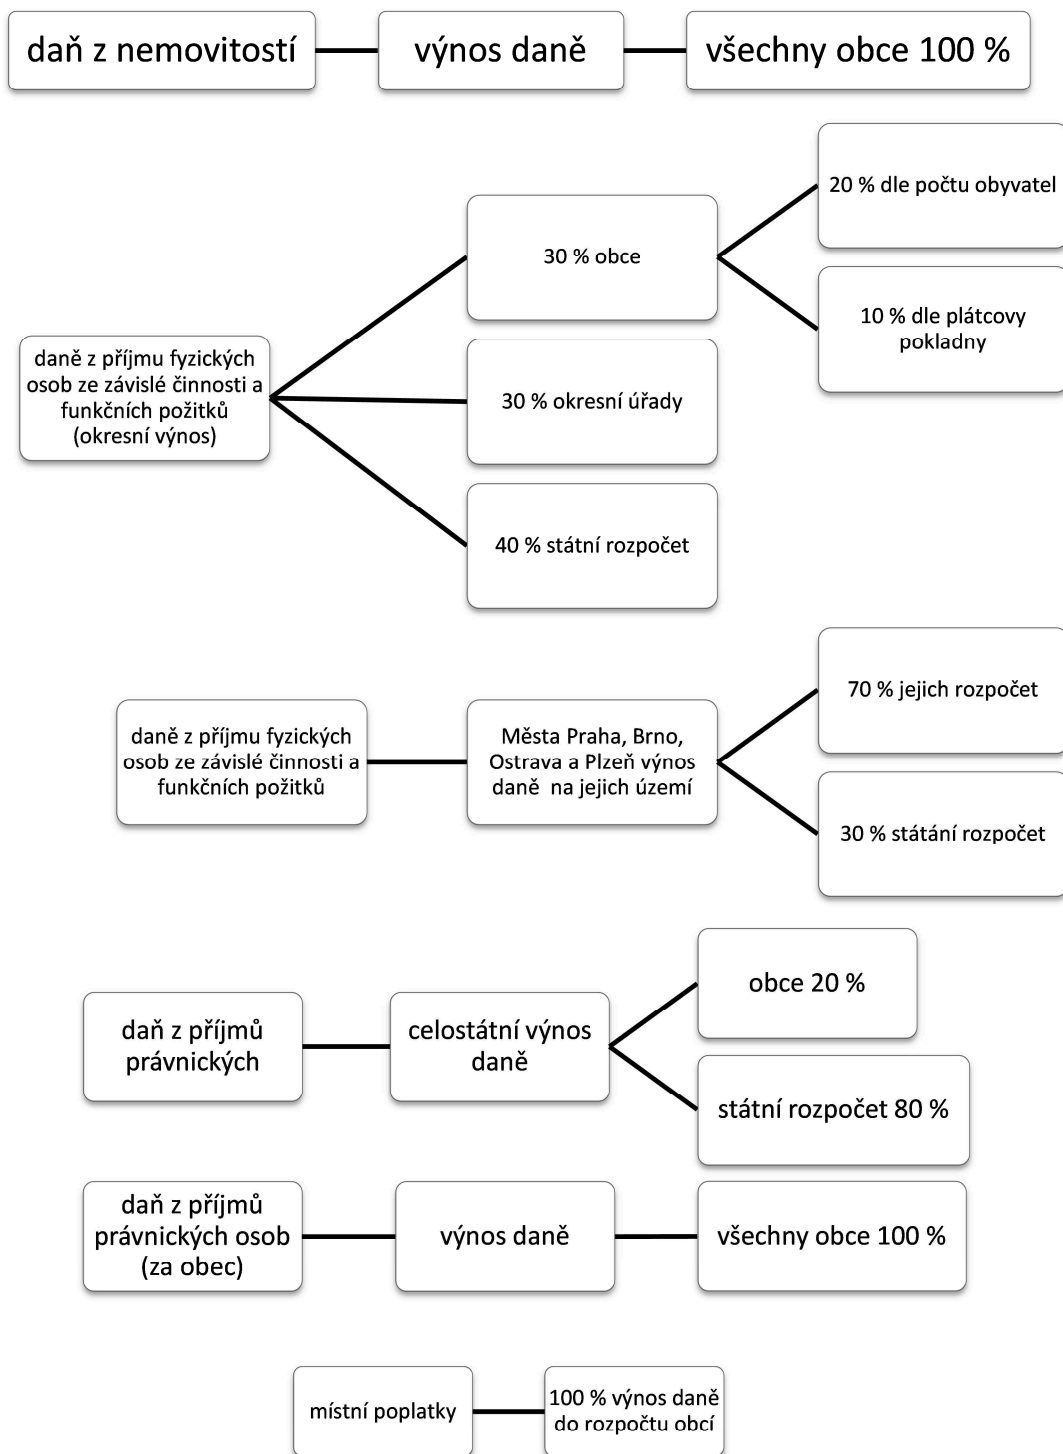 daň z nemovitostí
výnos daně
všechny obce 100 %
20 % dle počtu obyvatel
30 % obce
10 % dle plátcovy
pokladny
daně z příjmu fyzických
osob ze závislé činnosti a
funkčních požitků
(okresní výnos)
30 % okresní úřady
40 % státní rozpočet
70 % jejich rozpočet
daně z příjmu fyzických
osob ze závislé činnosti a
funkčních požitků
Města Praha, Brno,
Ostrava a Plzeň výnos
daně na jejich území
30 % státání rozpočet
obce 20 %
daň z příjmů
právnických
celostátní výnos
daně
státní rozpočet 80 %
daň z příjmů
právnických osob
(za obec)
výnos daně
všechny obce 100 %
místní poplatky
100 % výnos daně
do rozpočtu obcí